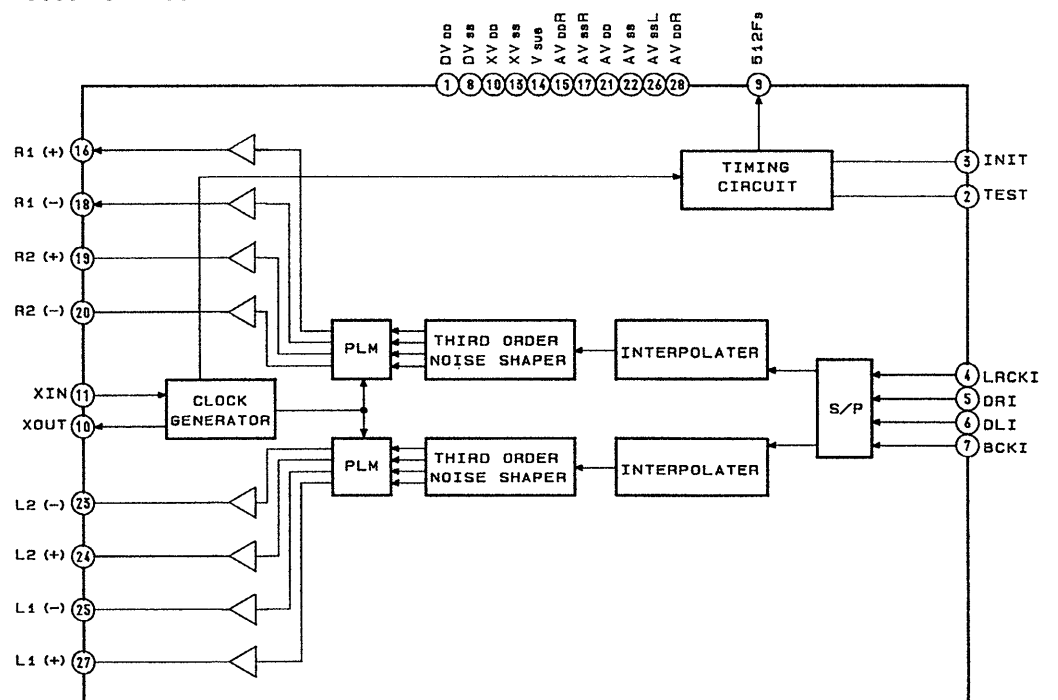 DVDD
DVSS
XVDD
XVSS
VSUB
AVDDR
AVSSR
AVDD
AVSS
AVSSL
AVDDR
512Fs
1
8
10
13
14
15
17
21
22
26
28
9
R1 (+) 16
R1 (-) 18
R2 (+) 19
R2 (-) 20
XIN 11
XOUT 10
L2 (-) 23
L2 (+) 24
L1 (-) 25
L1 (+) 27
TIMING
CIRCUIT
3 INIT
2 TEST
PLM
THIRD ORDER
NOISE SHAPER
INTERPOLATER
CLOCK
GENERATOR
S/P
4 LRCKI
5 DRI
6 DLI
7 BCKI
PLM
THIRD ORDER
NOISE SHAPER
INTERPOLATER